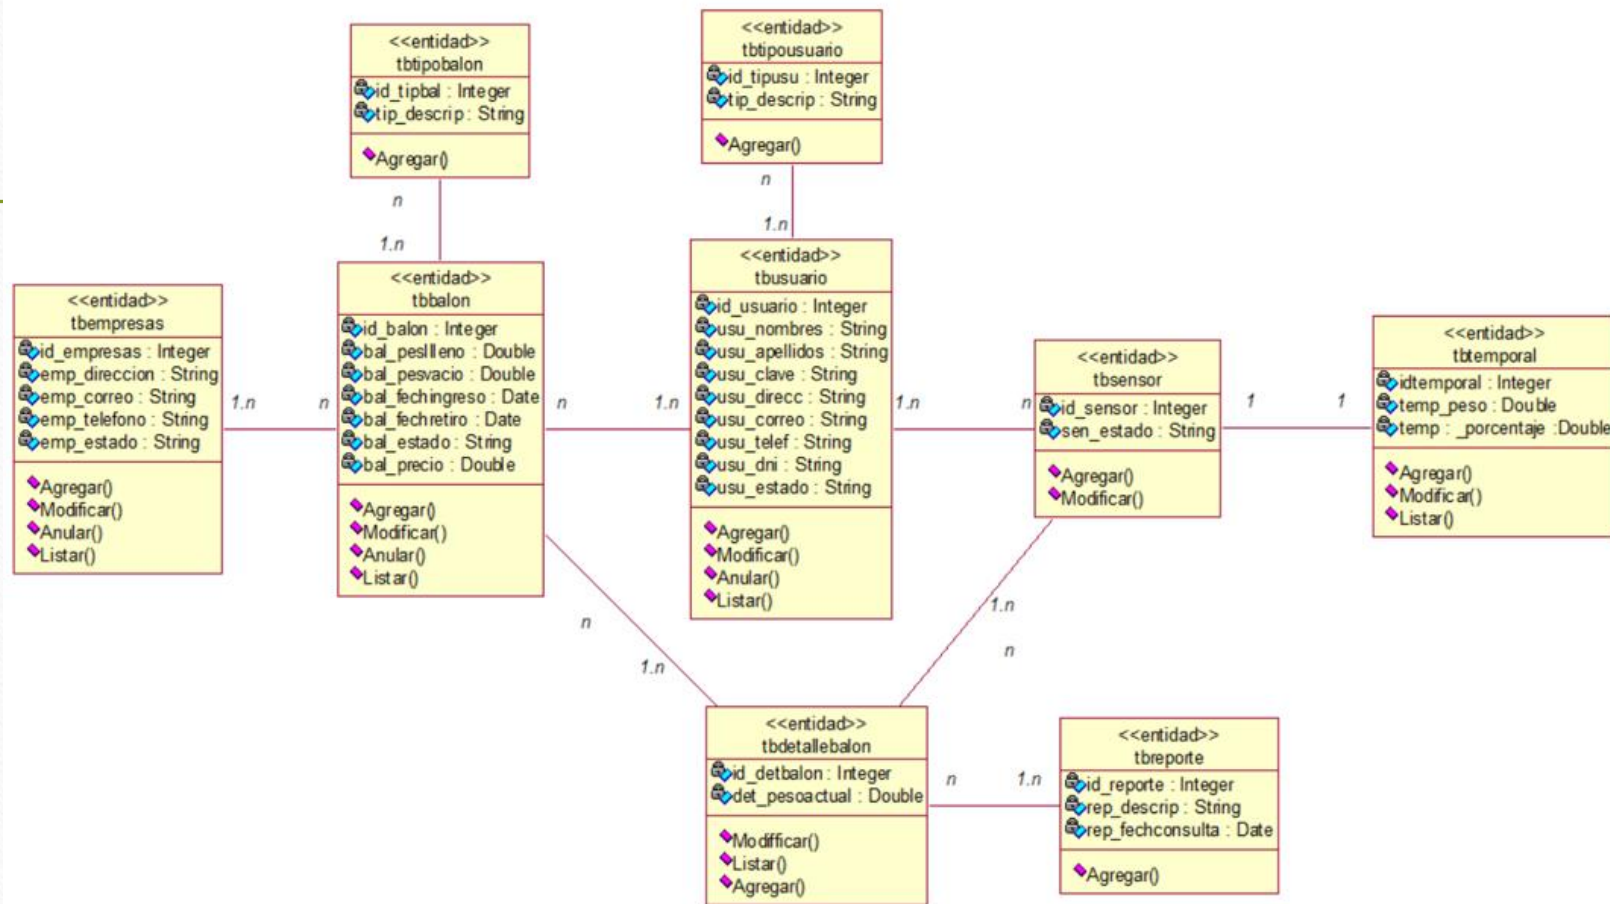 <<entidad>>
tbtipobalon
id_tipbal : Integer
tip_descrip : String
Agregar()
n
1.n
<<entidad>>
tbtipousuario
id_tipusu : Integer
tip_descrip : String
Agregar()
n
1.n
<<entidad>>
tbempresas
id_empresas : Integer
emp_direccion : String
emp_correo : String
emp_telefono : String
emp_estado : String
Agregar()
Modificar()
Anular()
Listar()
1.n
n
<<entidad>>
tbbalon
id_balon : Integer
bal_peslleno : Double
bal_pesvacio : Double
bal_fechingreso : Date
bal_fechretiro : Date
bal_estado : String
bal_precio : Double
Agregar()
Modificar()
Anular()
Listar()
n
1.n
<<entidad>>
tbusuario
id_usuario : Integer
usu_nombres : String
usu_apellidos : String
usu_clave : String
usu_direcc : String
usu_correo : String
usu_telef : String
usu_dni : String
usu_estado : String
Agregar()
Modificar()
Anular()
Listar()
1.n
n
<<entidad>>
tbsensor
id_sensor : Integer
sen_estado : String
Agregar()
Modificar()
1
1
<<entidad>>
tbtemporal
idtemporal : Integer
temp_peso : Double
temp : _porcentaje :Double
Agregar()
Modificar()
Listar()
n
1.n
1.n
n
<<entidad>>
tbdetallebalon
id_detbalon : Integer
det_pesoactual : Double
Modifficar()
Listar()
Agregar()
n
1.n
<<entidad>>
tbreporte
id_reporte : Integer
rep_descrip : String
rep_fechconsulta : Date
Agregar()